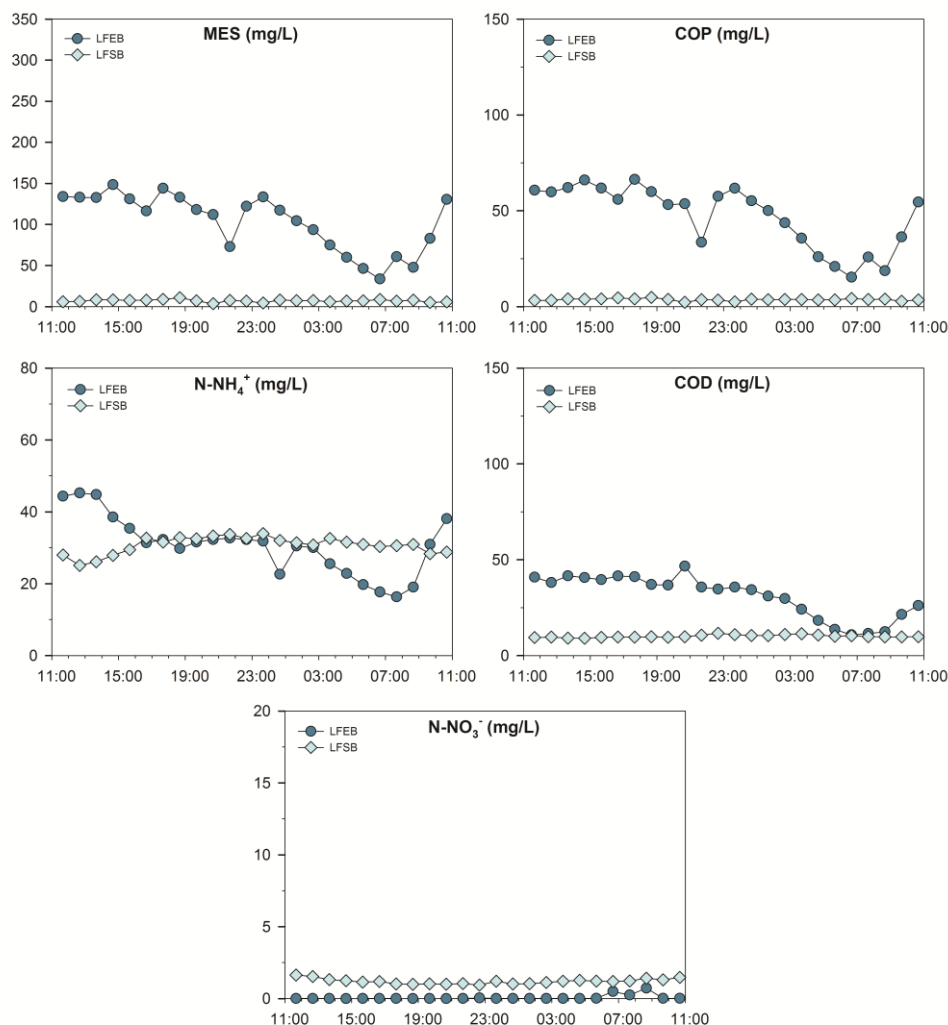 MES (mg/L)
LFEB
LFSB
350
300
250
200
150
100
50
0
11:00 15:00 19:00 23:00 03:00 07:00 11:00
COP (mg/L)
LFEB
LFSB
150
100
50
0
11:00 15:00 19:00 23:00 03:00 07:00 11:00
N-NH₄⁺ (mg/L)
LFEB
LFSB
80
60
40
20
0
11:00 15:00 19:00 23:00 03:00 07:00 11:00
COD (mg/L)
LFEB
LFSB
150
100
50
0
11:00 15:00 19:00 23:00 03:00 07:00 11:00
N-NO₃⁻ (mg/L)
LFEB
LFSB
20
15
10
5
0
11:00 15:00 19:00 23:00 03:00 07:00 11:00